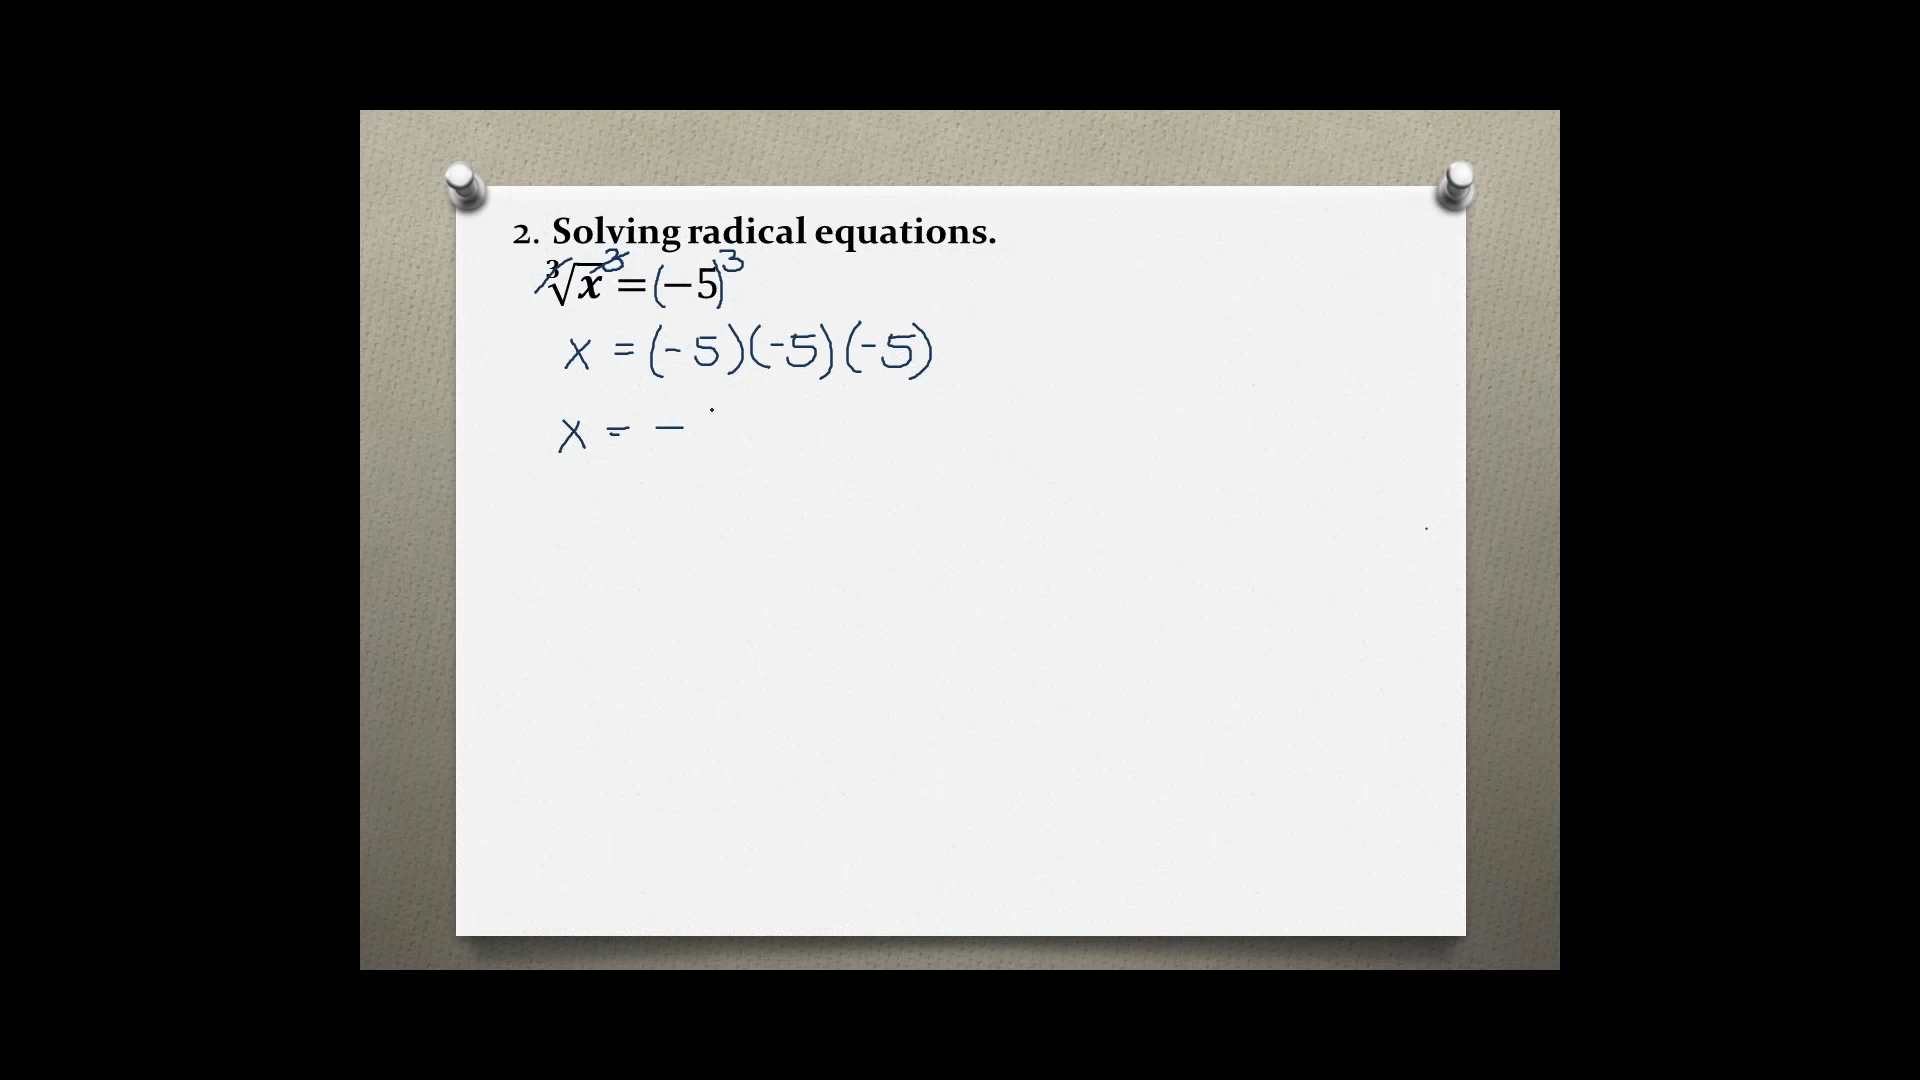 2. Solving radical equations.
∛x³ = (−5)³
x = (-5)(-5)(-5)
x = -